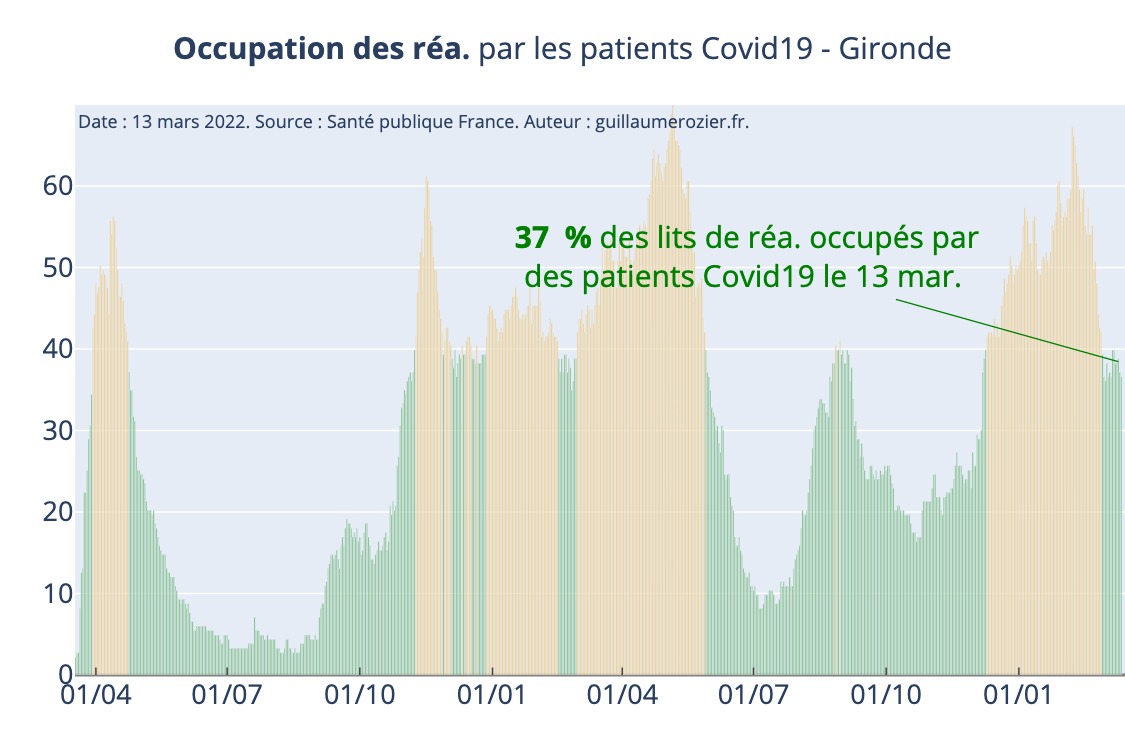 Occupation des réa. par les patients Covid19 - Gironde
Date : 13 mars 2022. Source : Santé publique France. Auteur : guillaumerozier.fr.
60
37 % des lits de réa. occupés par
des patients Covid19 le 13 mar.
50
40
30
20
10
0
01/04 01/07 01/10 01/01 01/04 01/07 01/10 01/01